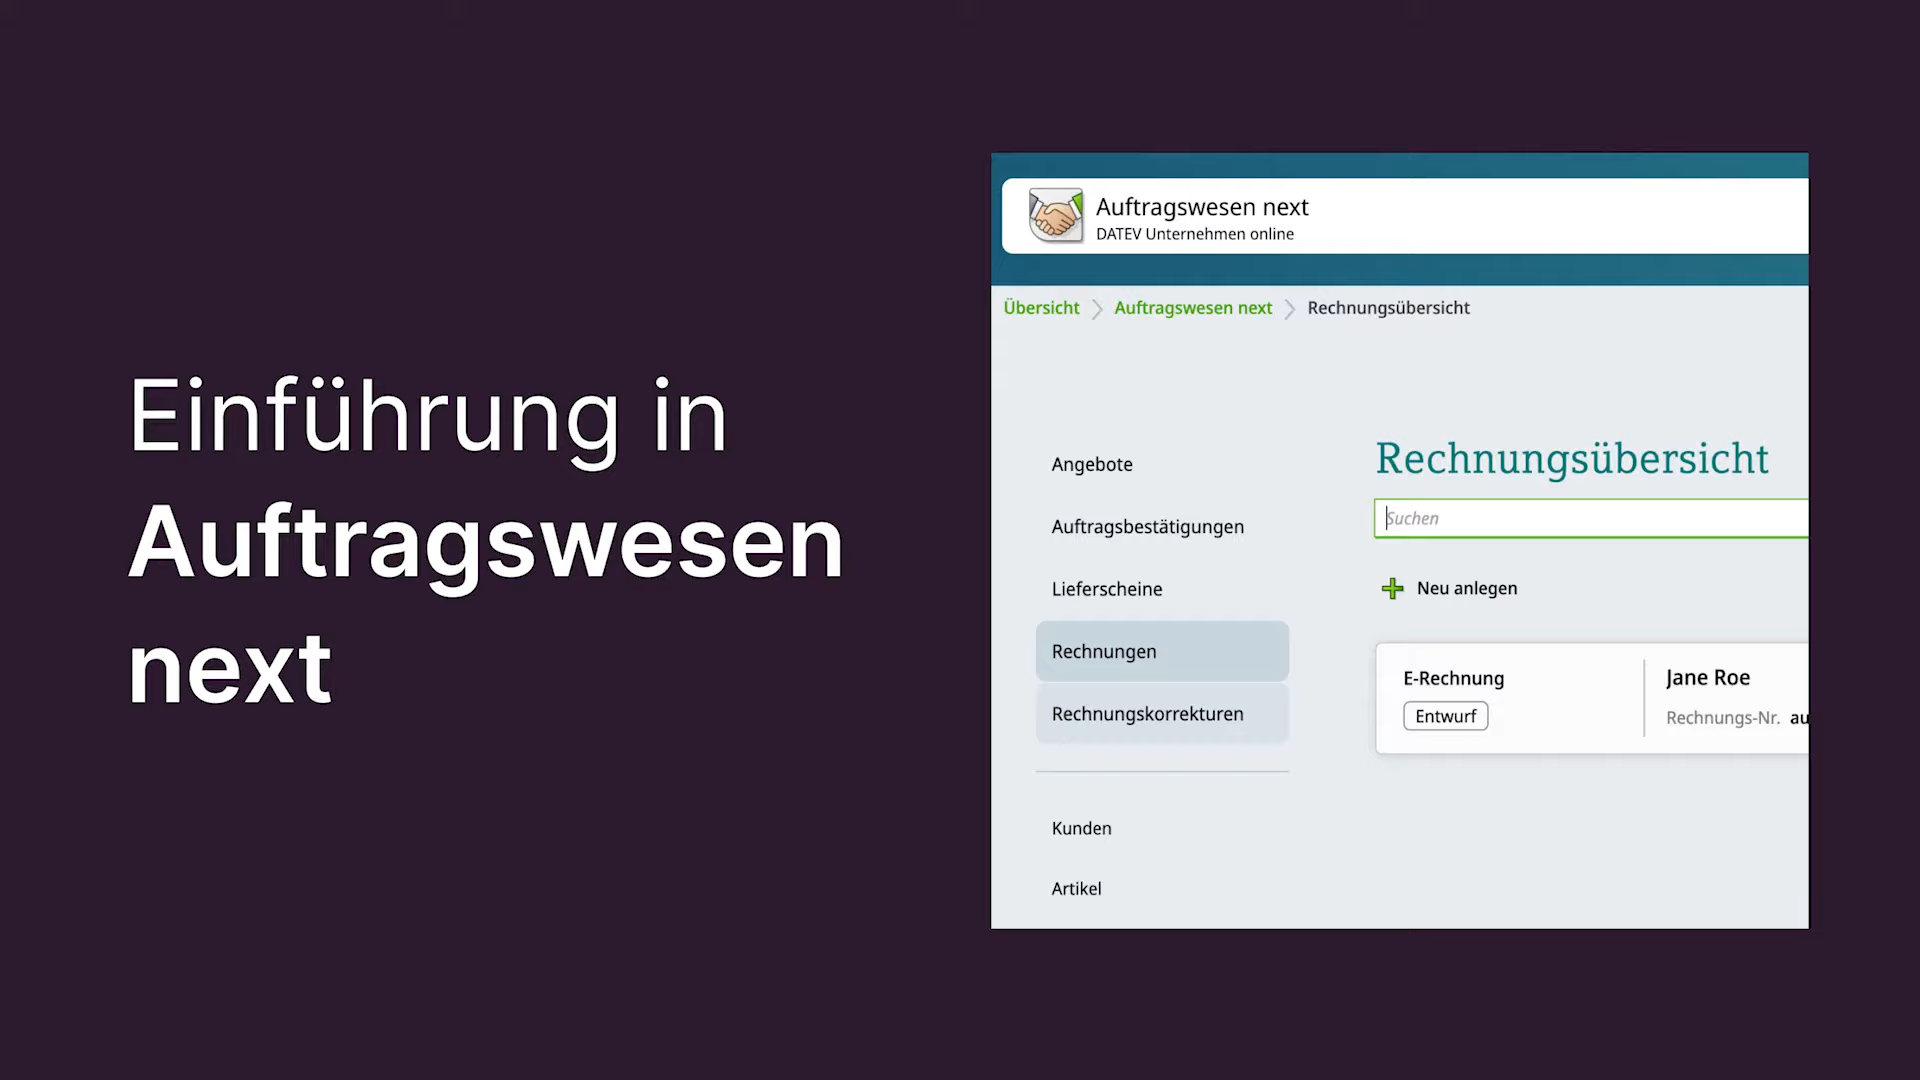 Einführung in
Auftragswesen
next
Auftragswesen next
DATEV Unternehmen online
Übersicht
Auftragswesen next
Rechnungsübersicht
Angebote
Auftragsbestätigungen
Lieferscheine
Rechnungen
Rechnungskorrekturen
Kunden
Artikel
Rechnungsübersicht
Suchen
Neu anlegen
E-Rechnung
Entwurf
Jane Roe
Rechnungs-Nr. au